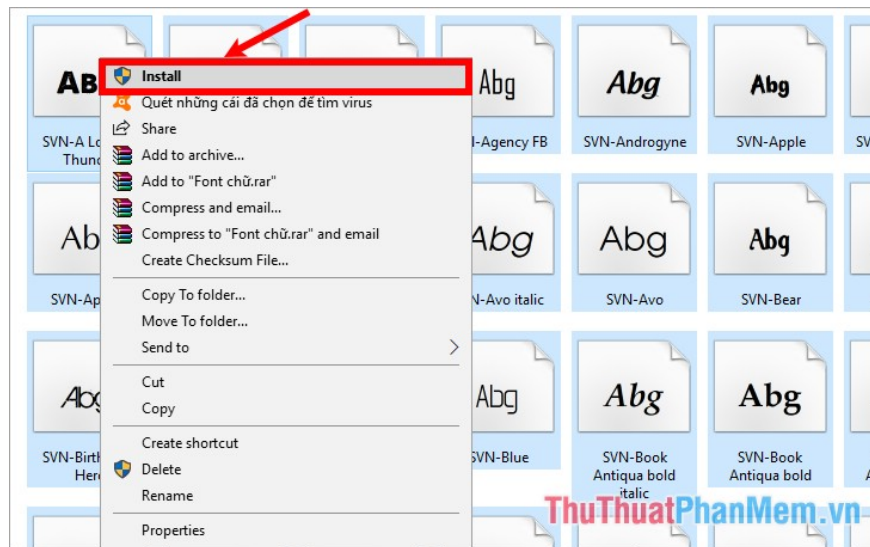 AB
Abg
Abg
Abg
SVN-A Lo
Thund
I-Agency FB
SVN-Androgyne
SVN-Apple
SV
Install
Quét những cái đã chọn để tìm virus
Share
Add to archive...
Add to "Font chữ.rar"
Compress and email...
Compress to "Font chữ.rar" and email
Create Checksum File...
Copy To folder...
Move To folder...
Send to
Cut
Copy
Create shortcut
Delete
Rename
Properties
Ab
Abg
Abg
Abg
SVN-Ap
N-Avo italic
SVN-Avo
SVN-Bear
Abg
Abg
Abg
Abg
SVN-Birth
Her
SVN-Blue
SVN-Book
Antiqua bold
italic
SVN-Book
Antiqua bold
ThuThuatPhanMem.vn